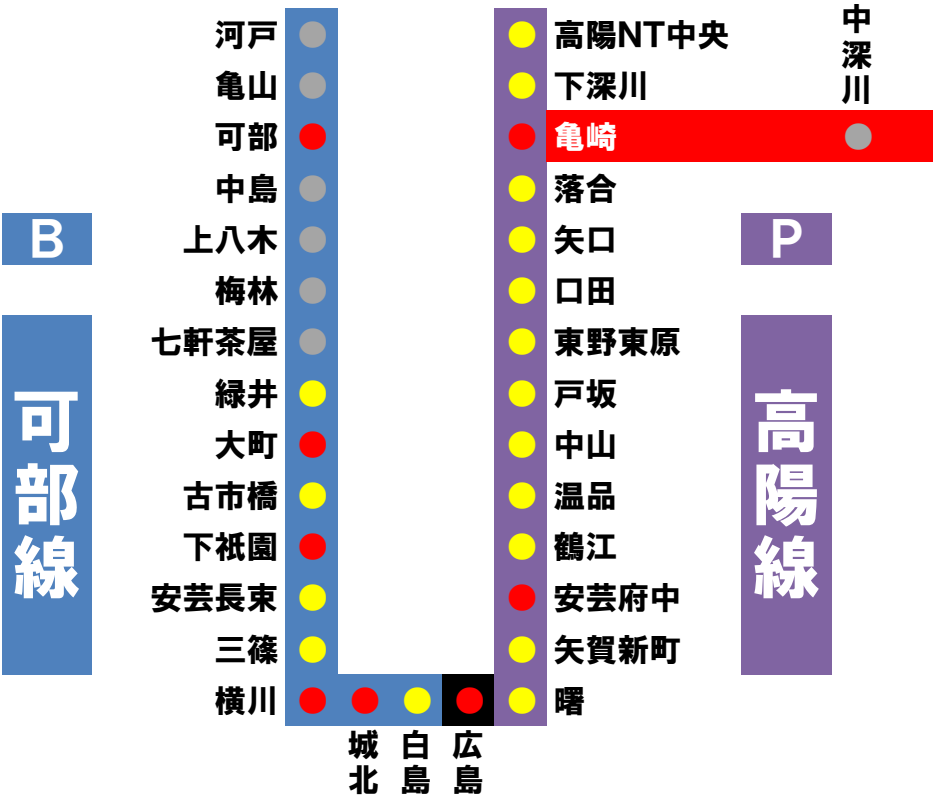 河戸
亀山
可部
中島
上八木
梅林
七軒茶屋
緑井
大町
古市橋
下祇園
安芸長束
三篠
横川
城北
白島
広島
高陽NT中央
下深川
亀崎
落合
矢口
口田
東野東原
戸坂
中山
温品
鶴江
安芸府中
矢賀新町
曙
中深川
B
可部線
P
高陽線